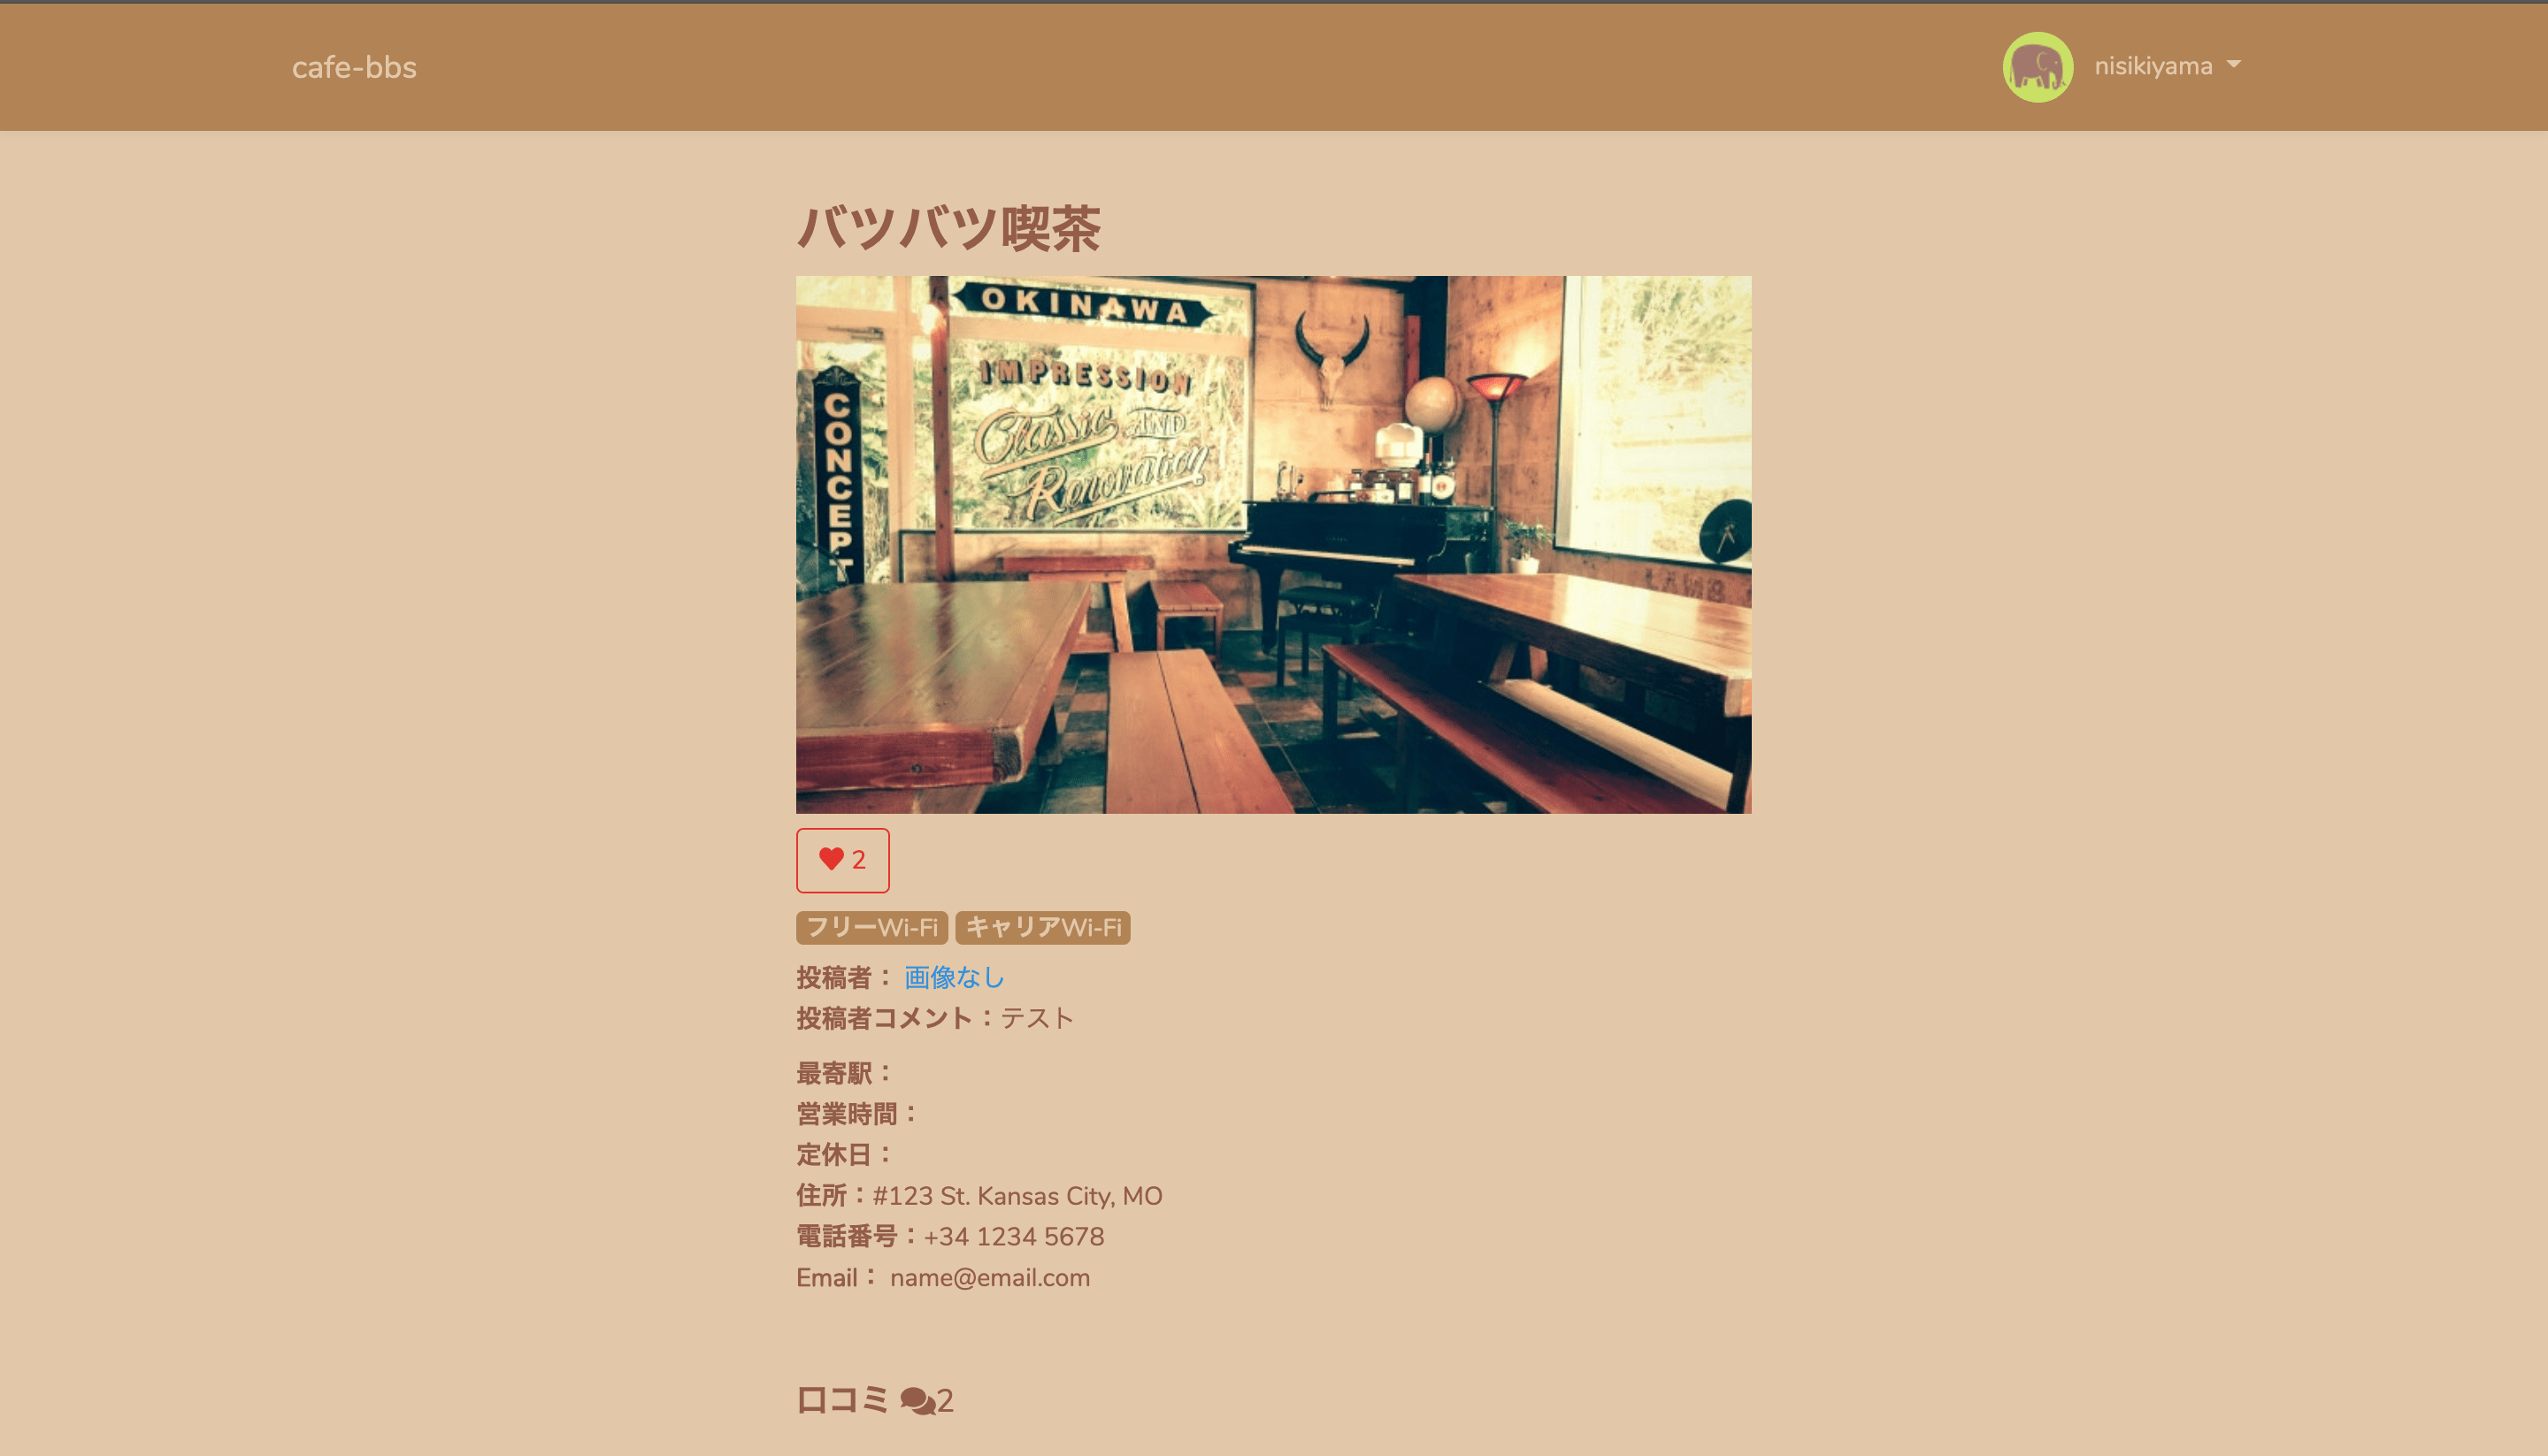 cafe-bbs
nisikiyama
バツバツ喫茶
OKINAWA
IMPRESSION
Classic AND
Renovation
CONCEPT
2
フリーWi-Fi キャリアWi-Fi
投稿者： 画像なし
投稿者コメント：テスト
最寄駅：
営業時間：
定休日：
住所：#123 St. Kansas City, MO
電話番号：+34 1234 5678
Email： name@email.com
口コミ 2